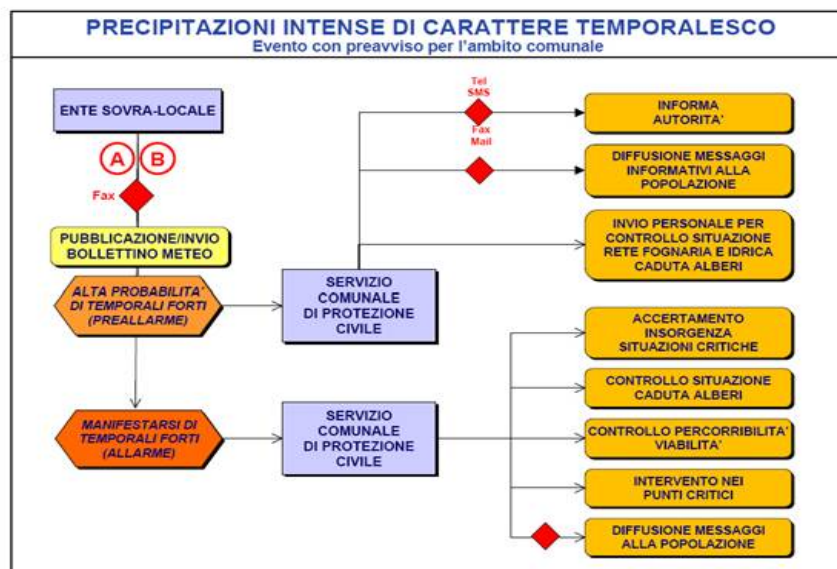 PRECIPITAZIONI INTENSE DI CARATTERE TEMPORALESCO
Evento con preavviso per l'ambito comunale
ENTE SOVRA-LOCALE
A
B
Fax
PUBBLICAZIONE/INVIO
BOLLETTINO METEO
ALTA PROBABILITA'
DI TEMPORALI FORTI
(PREALLARME)
SERVIZIO
COMUNALE
DI PROTEZIONE
CIVILE
Tel
SMS
Fax
Mail
INFORMA
AUTORITA'
DIFFUSIONE MESSAGGI
INFORMATIVI ALLA
POPOLAZIONE
INVIO PERSONALE PER
CONTROLLO SITUAZIONE
RETE FOGNARIA E IDRICA
CADUTA ALBERI
MANIFESTARSI DI
TEMPORALI FORTI
(ALLARME)
SERVIZIO
COMUNALE
DI PROTEZIONE
CIVILE
ACCERTAMENTO
INSORGENZA
SITUAZIONI CRITICHE
CONTROLLO SITUAZIONE
CADUTA ALBERI
CONTROLLO PERCORRIBILITA'
VIABILITA'
INTERVENTO NEI
PUNTI CRITICI
DIFFUSIONE MESSAGGI
ALLA POPOLAZIONE